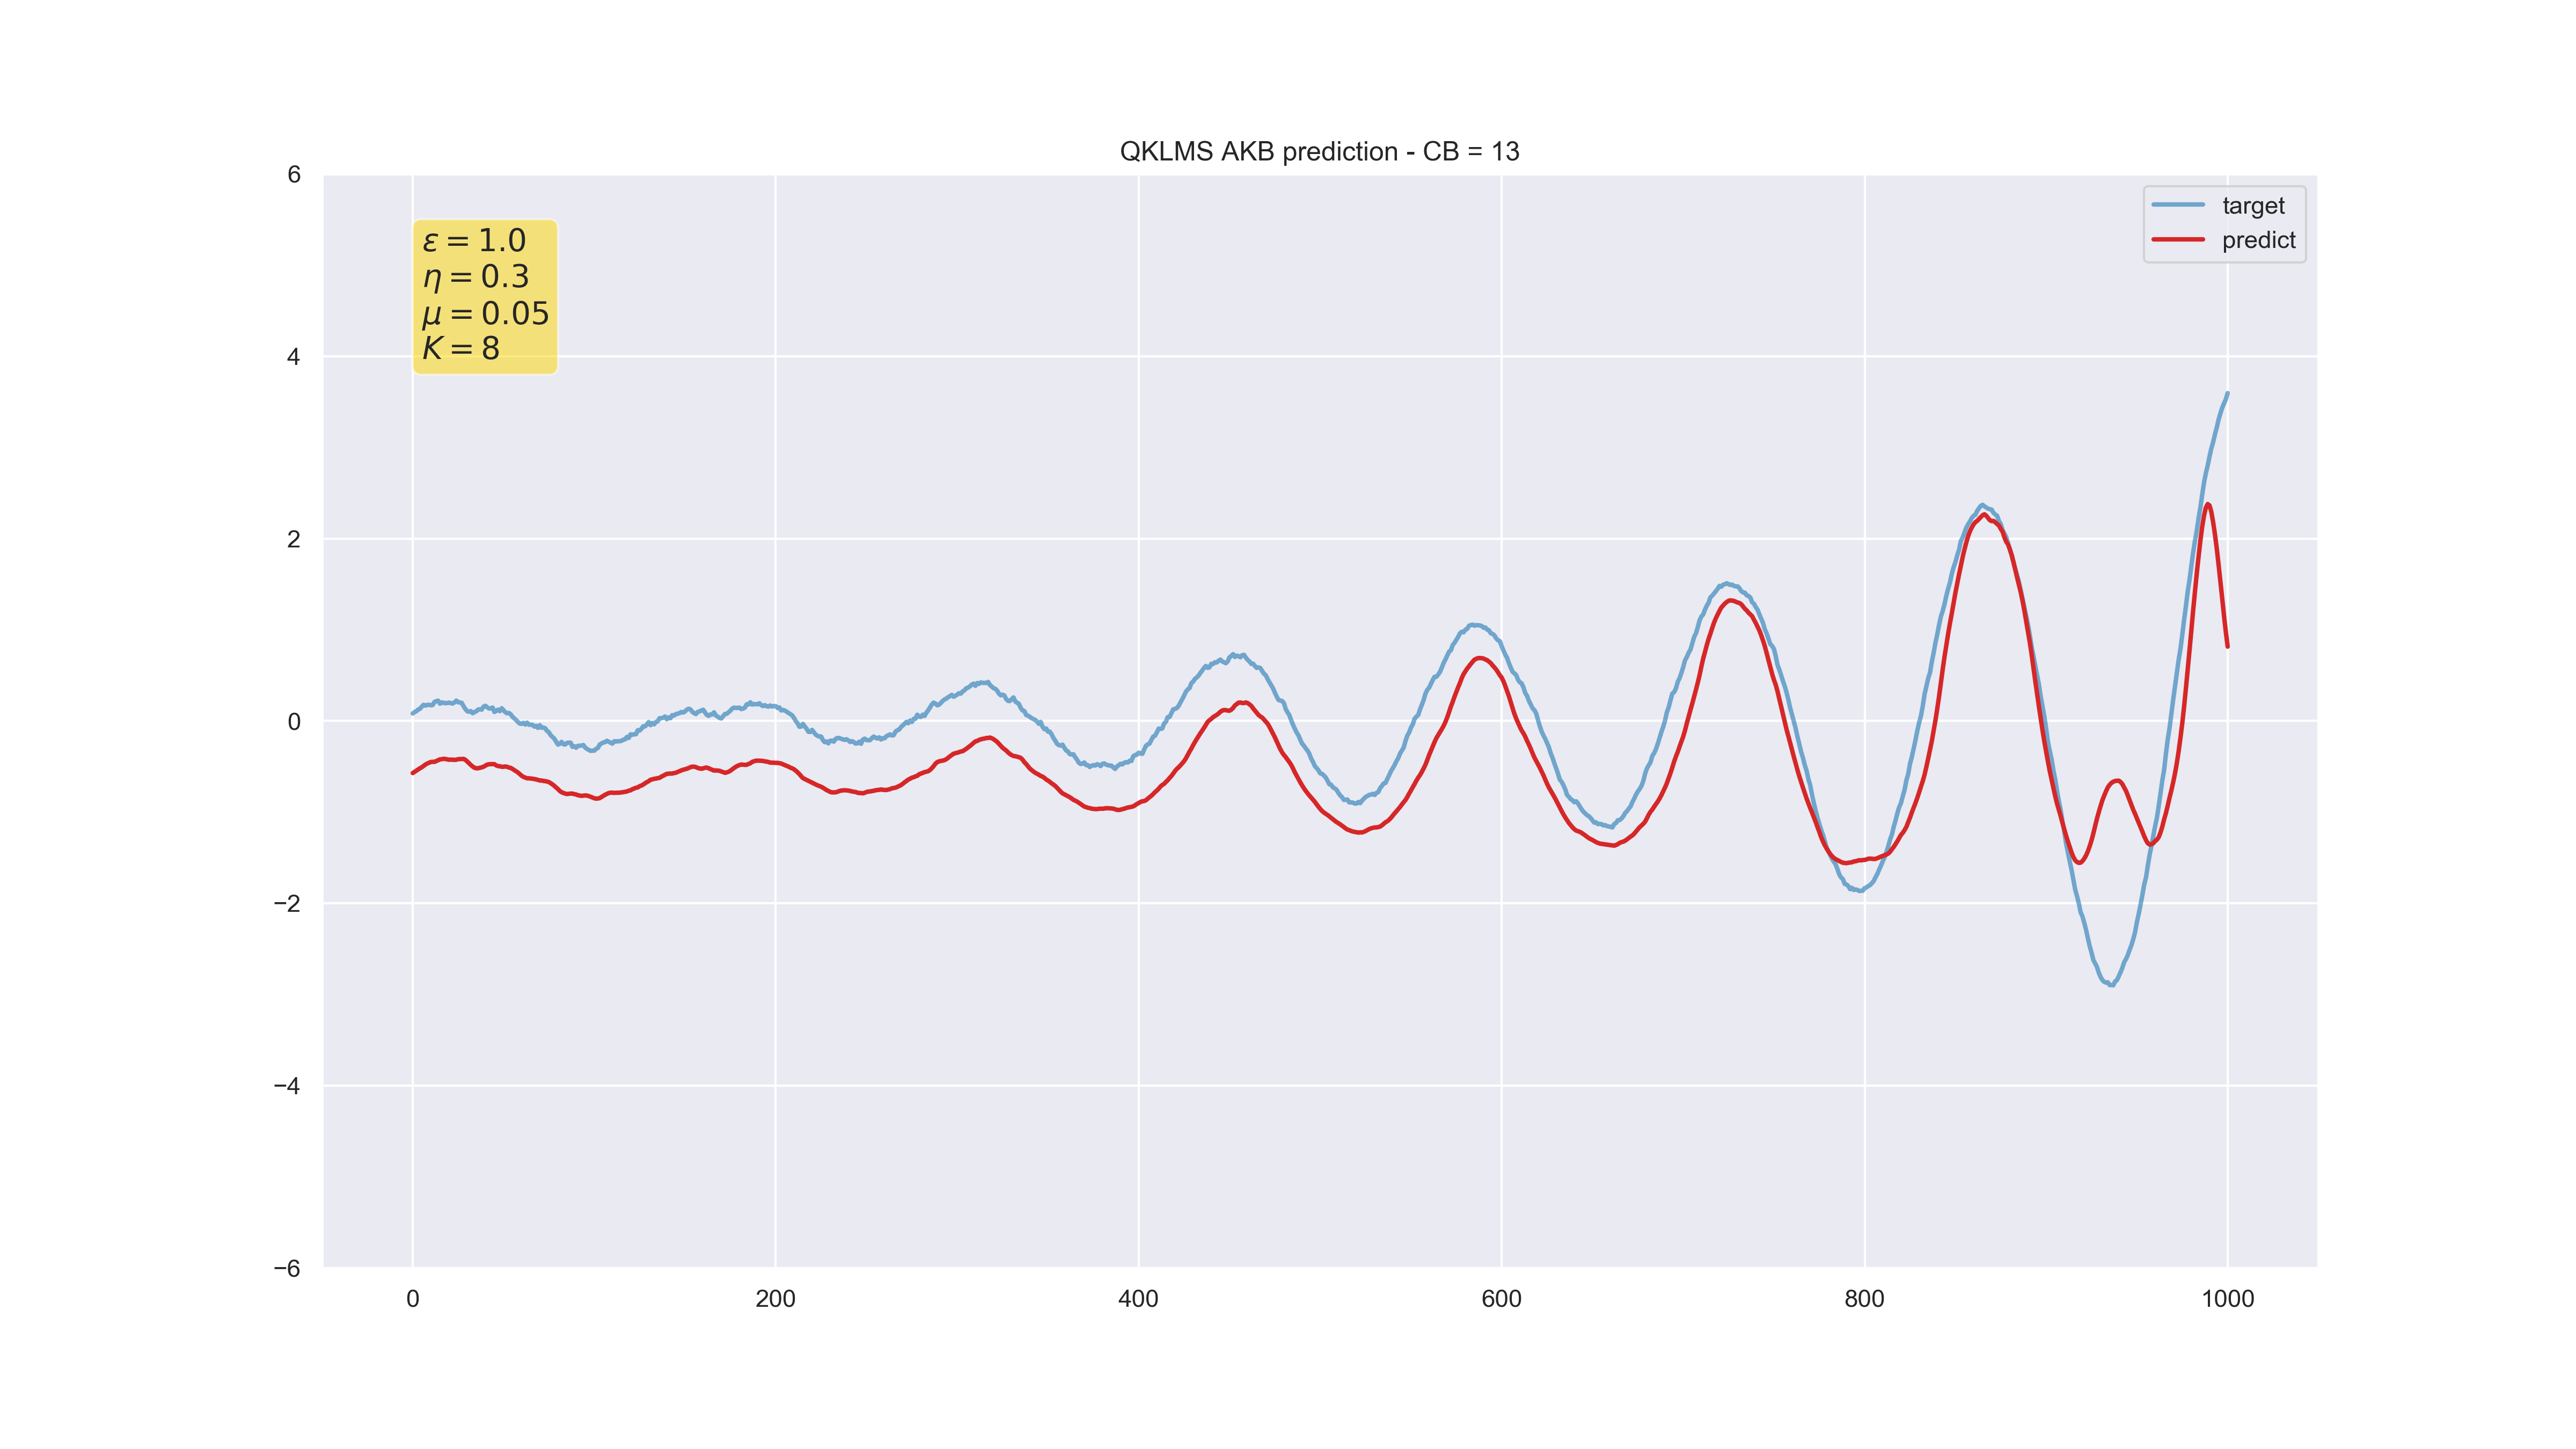 QKLMS AKB prediction - CB = 13
6
4
2
0
−2
−4
−6
ε = 1.0
η = 0.3
μ = 0.05
K = 8
target
predict
0 200 400 600 800 1000